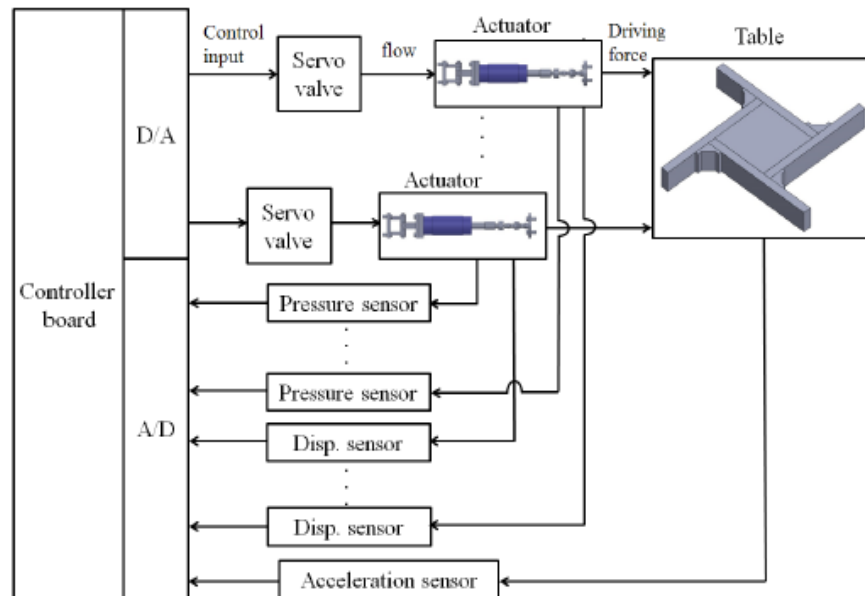 Control
input
Servo
valve
flow
Actuator
Driving
force
Table
D/A
Actuator
Servo
valve
Controller
board
Pressure sensor
Pressure sensor
A/D
Disp. sensor
Disp. sensor
Acceleration sensor